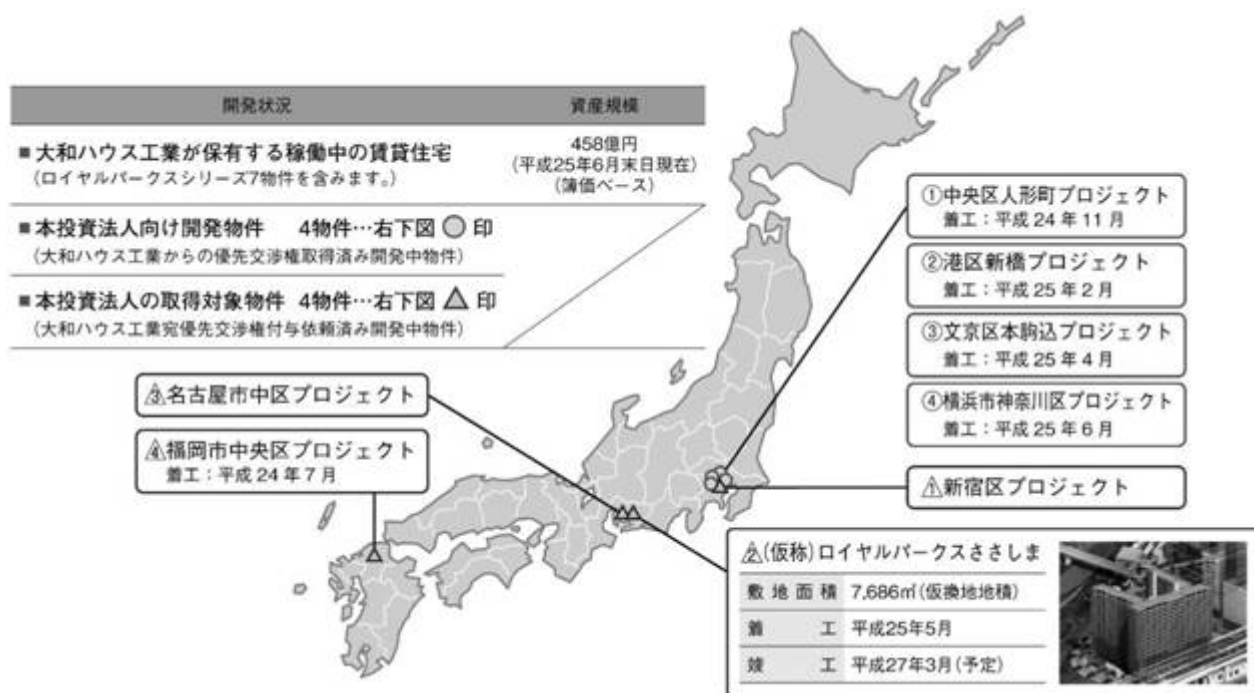 開発状況 資産規模
■大和ハウス工業が保有する稼働中の賃貸住宅
(ロイヤルパークスシリーズ7物件を含みます。)
458億円
(平成25年6月末日現在)
(簿価ベース)
■本投資法人向け開発物件 4物件…右下図○印
(大和ハウス工業からの優先交渉権取得済み開発中物件)
■本投資法人の取得対象物件 4物件…右下図△印
(大和ハウス工業宛優先交渉権付与依頼済み開発中物件)
①中央区人形町プロジェクト
着工:平成24年11月
②港区新橋プロジェクト
着工:平成25年2月
③文京区本駒込プロジェクト
着工:平成25年4月
④横浜市神奈川区プロジェクト
着工:平成25年6月
3名古屋市中区プロジェクト
4福岡市中央区プロジェクト
着工:平成24年7月
1新宿区プロジェクト
2(仮称)ロイヤルパークスささしま
敷地面積 7,686㎡(仮換地地積)
着工 平成25年5月
竣工 平成27年3月(予定)